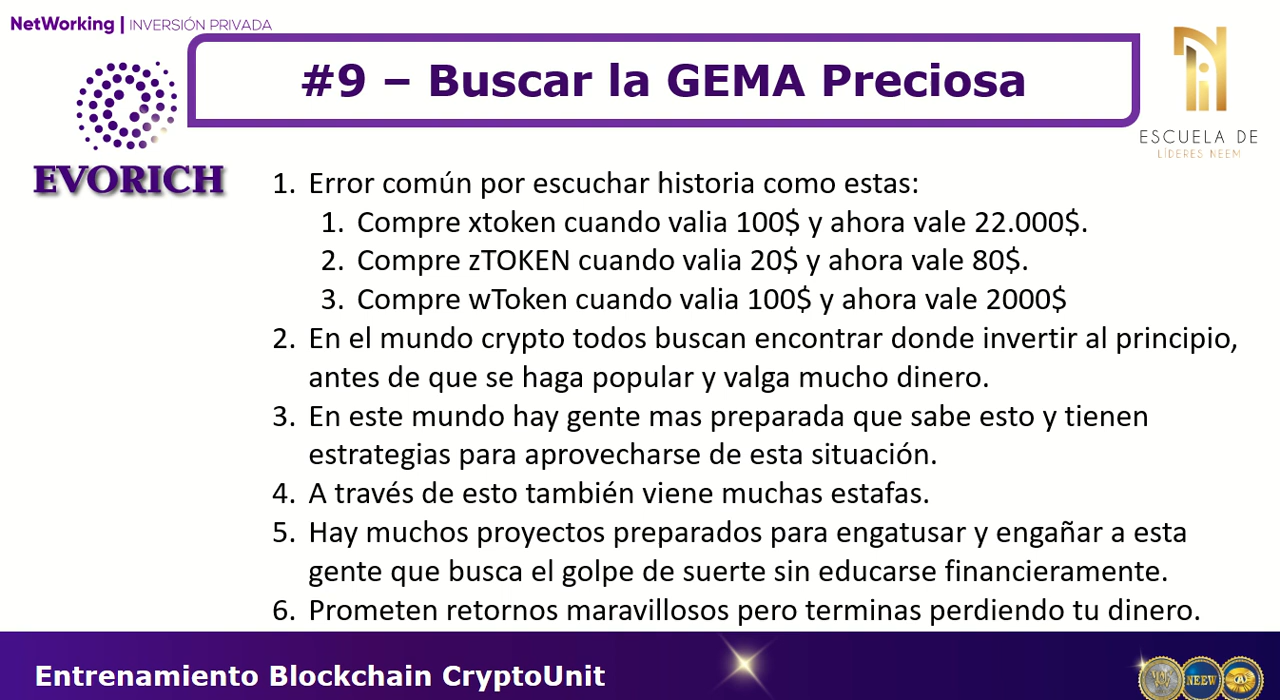 NetWorking | INVERSIÓN PRIVADA
#9 – Buscar la GEMA Preciosa
ESCUELA DE
LÍDERES NEEM
EVORICH
1. Error común por escuchar historia como estas:
1. Compre xtoken cuando valia 100$ y ahora vale 22.000$.
2. Compre zTOKEN cuando valia 20$ y ahora vale 80$.
3. Compre wToken cuando valia 100$ y ahora vale 2000$
2. En el mundo crypto todos buscan encontrar donde invertir al principio,
antes de que se haga popular y valga mucho dinero.
3. En este mundo hay gente mas preparada que sabe esto y tienen
estrategias para aprovecharse de esta situación.
4. A través de esto también viene muchas estafas.
5. Hay muchos proyectos preparados para engatusar y engañar a esta
gente que busca el golpe de suerte sin educarse financieramente.
6. Prometen retornos maravillosos pero terminas perdiendo tu dinero.
Entrenamiento Blockchain CryptoUnit
NEEW